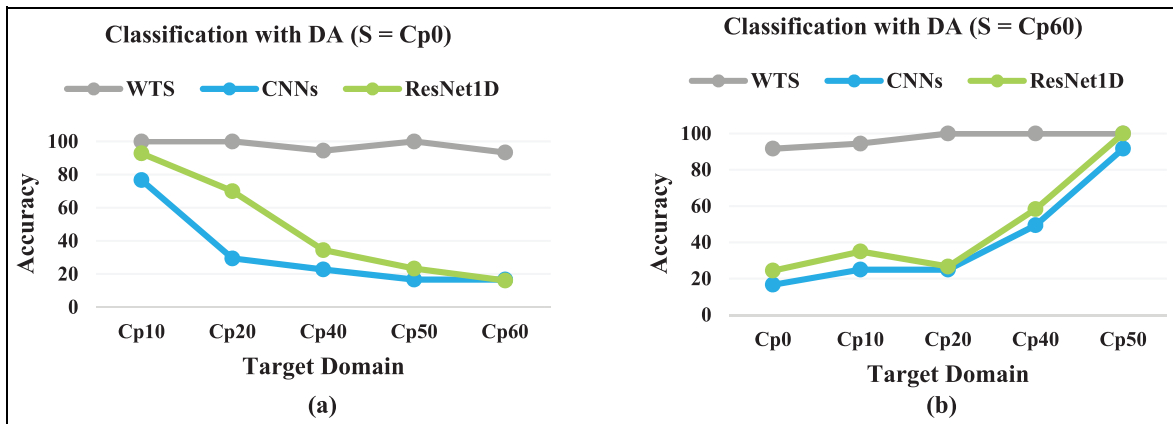 Classification with DA (S = Cp0)
WTS CNNs ResNet1D
100
80
60
40
20
0
Accuracy
Cp10 Cp20 Cp40 Cp50 Cp60
Target Domain
(a)
Classification with DA (S = Cp60)
WTS CNNs ResNet1D
100
80
60
40
20
0
Accuracy
Cp0 Cp10 Cp20 Cp40 Cp50
Target Domain
(b)